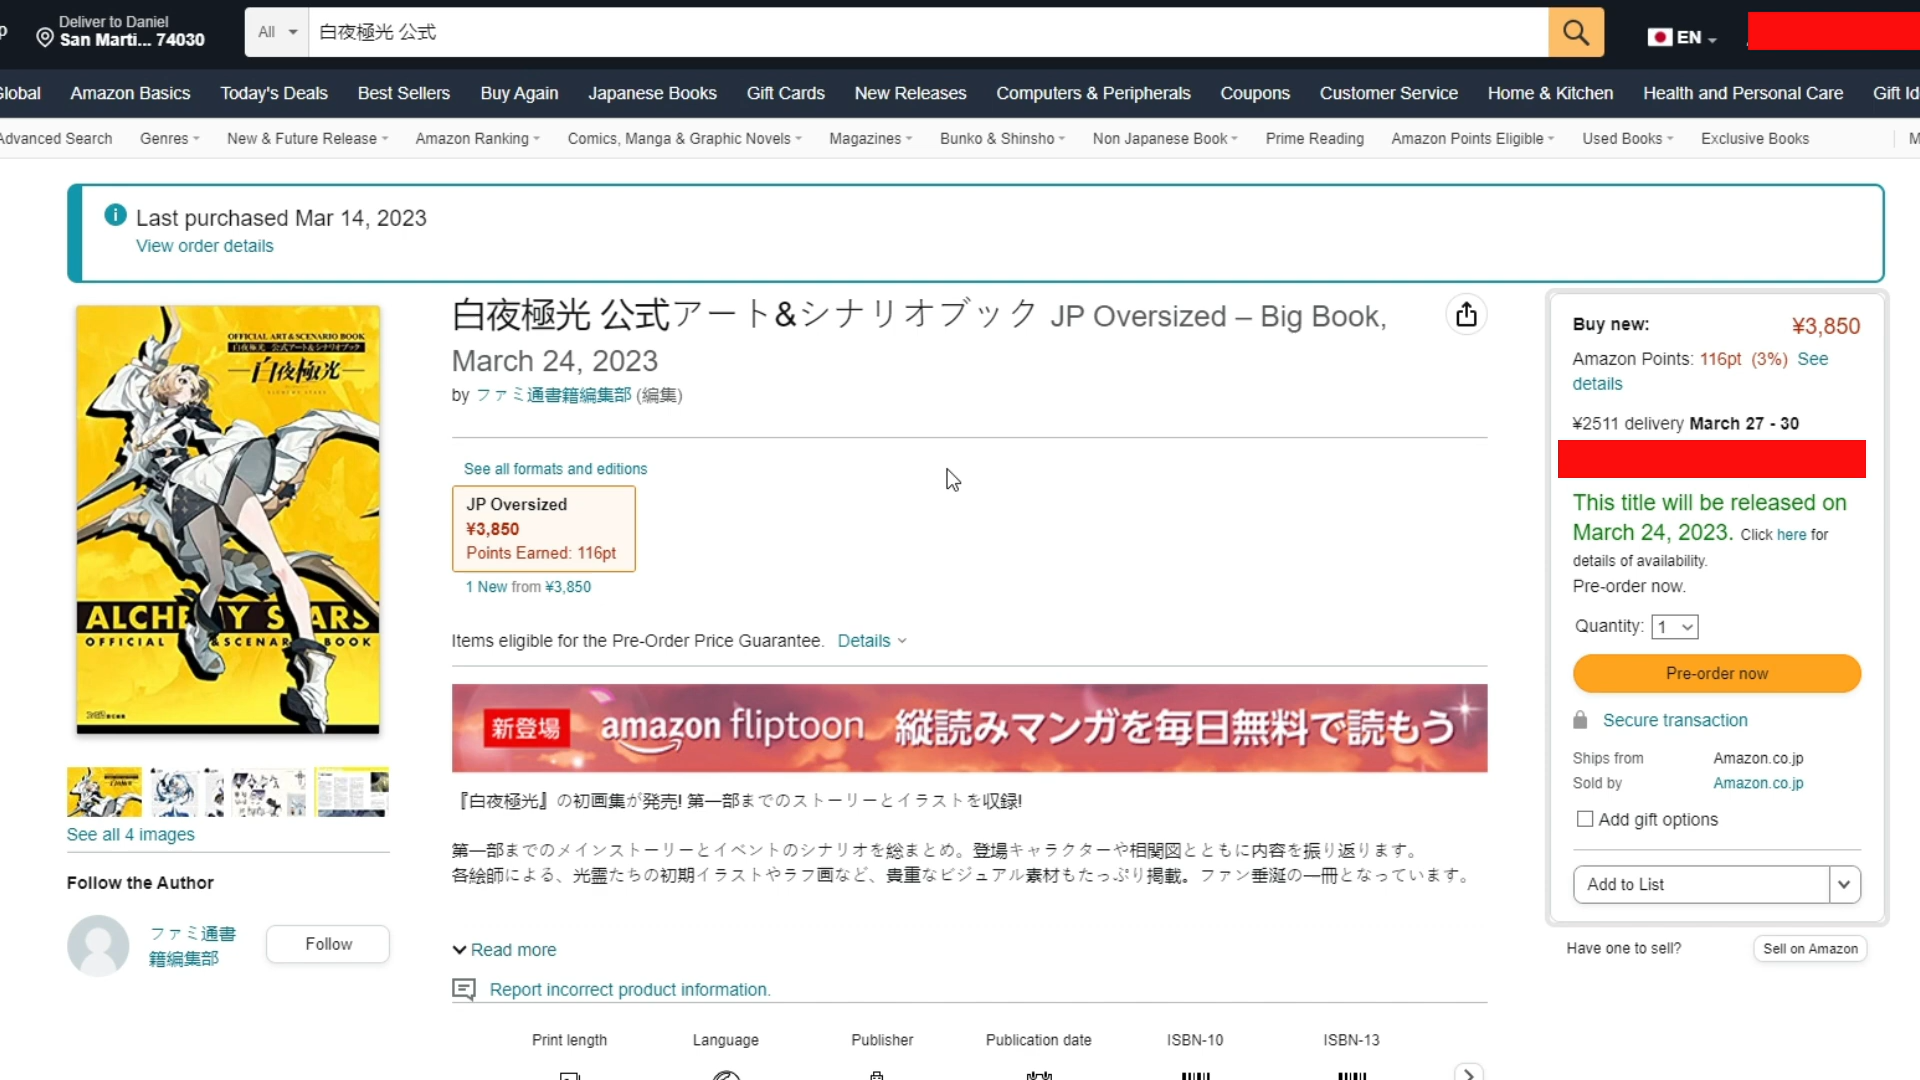 Deliver to Daniel
San Marti... 74030
All
白夜極光 公式
EN
Global
Amazon Basics
Today's Deals
Best Sellers
Buy Again
Japanese Books
Gift Cards
New Releases
Computers & Peripherals
Coupons
Customer Service
Home & Kitchen
Health and Personal Care
Gift Id
Advanced Search
Genres
New & Future Release
Amazon Ranking
Comics, Manga & Graphic Novels
Magazines
Bunko & Shinsho
Non Japanese Book
Prime Reading
Amazon Points Eligible
Used Books
Exclusive Books
M
Last purchased Mar 14, 2023
View order details
OFFICIAL ART & SCENARIO BOOK
白夜極光 公式アート&シナリオブック
白夜極光
ALCHEMY STARS
ALCHEMY STARS
OFFICIAL & SCENAR BOOK
See all 4 images
Follow the Author
ファミ通書
籍編集部
Follow
白夜極光 公式アート&シナリオブック JP Oversized – Big Book,
March 24, 2023
by ファミ通書籍編集部 (編集)
See all formats and editions
JP Oversized
¥3,850
Points Earned: 116pt
1 New from ¥3,850
Items eligible for the Pre-Order Price Guarantee. Details
新登場 amazon fliptoon 縦読みマンガを毎日無料で読もう
『白夜極光』の初画集が発売! 第一部までのストーリーとイラストを収録!
第一部までのメインストーリーとイベントのシナリオを総まとめ。登場キャラクターや相関図とともに内容を振り返ります。
各絵師による、光霊たちの初期イラストやラフ画など、貴重なビジュアル素材もたっぷり掲載。ファン垂涎の一冊となっています。
Read more
Report incorrect product information.
Print length
Language
Publisher
Publication date
ISBN-10
ISBN-13
Buy new: ¥3,850
Amazon Points: 116pt (3%) See
details
¥2511 delivery March 27 - 30
This title will be released on
March 24, 2023. Click here for
details of availability.
Pre-order now.
Quantity: 1
Pre-order now
Secure transaction
Ships from Amazon.co.jp
Sold by Amazon.co.jp
Add gift options
Add to List
Have one to sell? Sell on Amazon